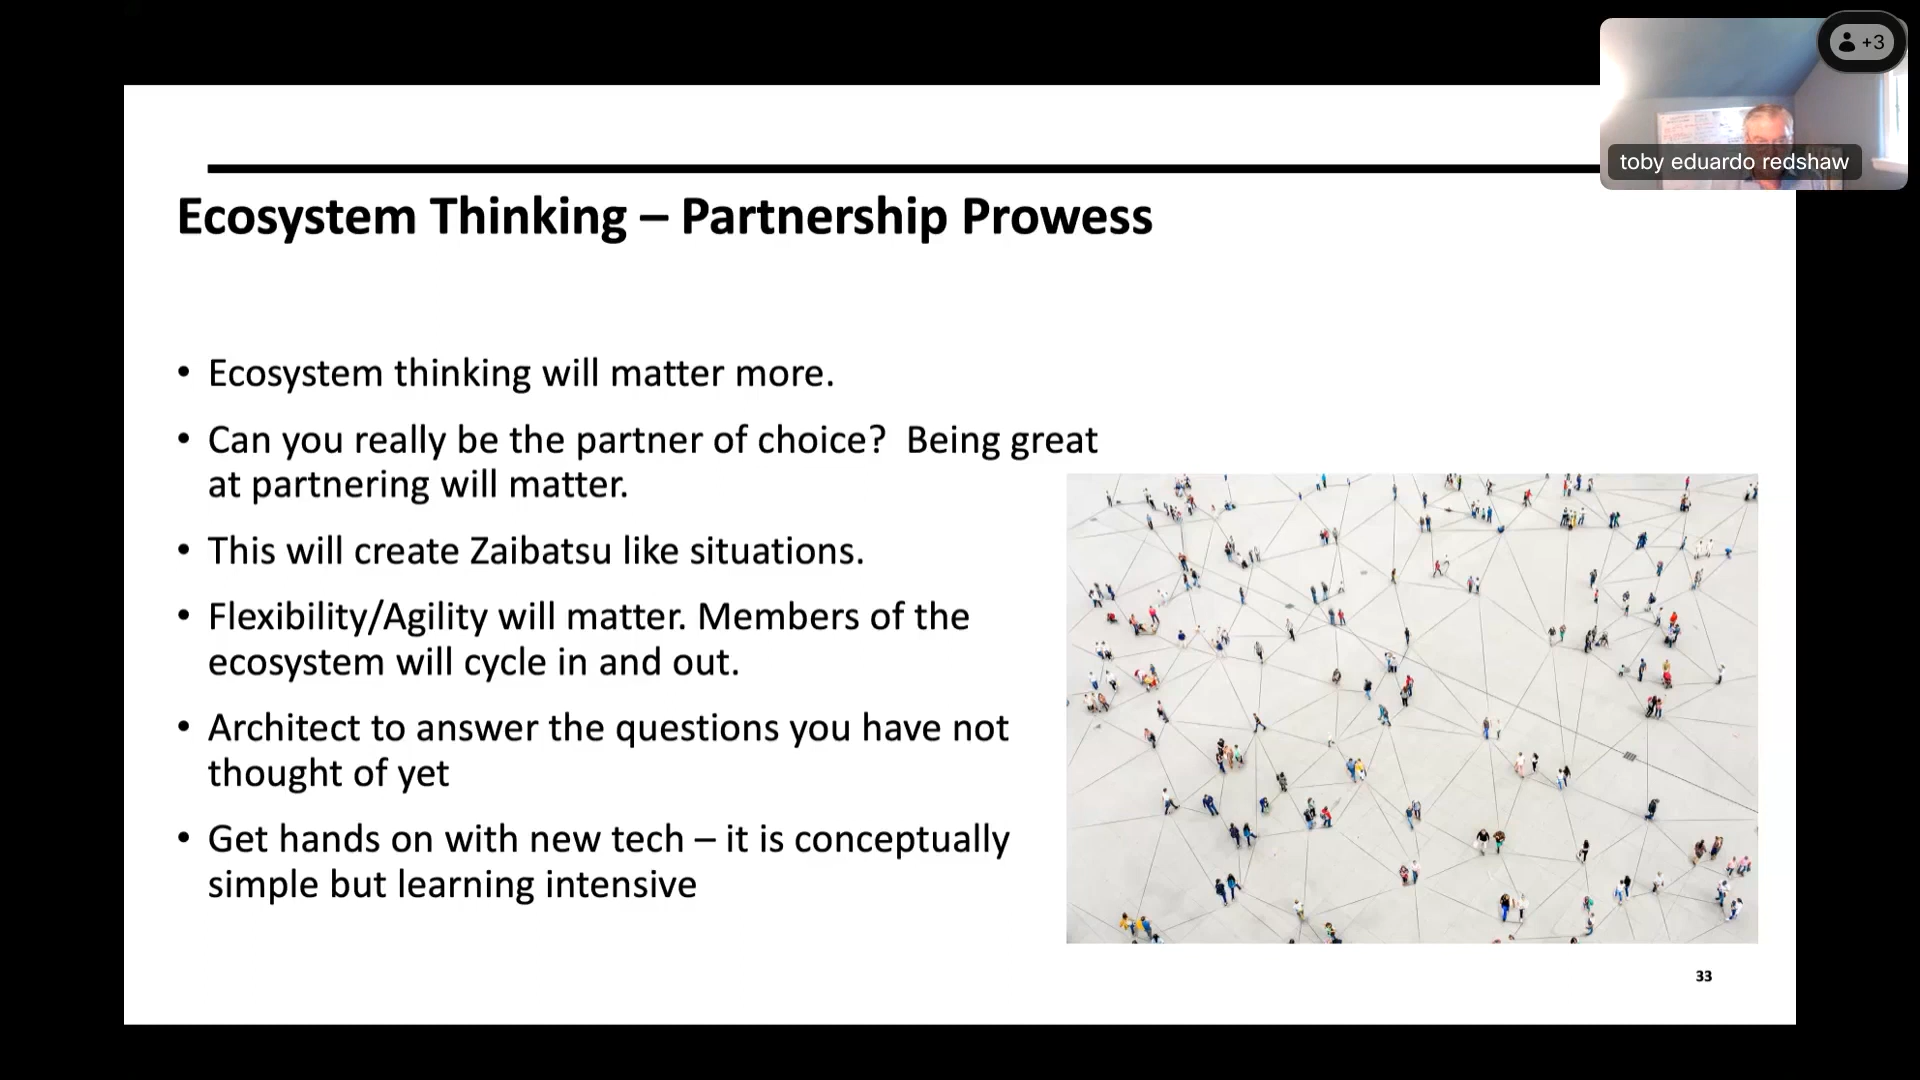 +3
toby eduardo redshaw
Ecosystem Thinking – Partnership Prowess
• Ecosystem thinking will matter more.
• Can you really be the partner of choice?  Being great
at partnering will matter.
• This will create Zaibatsu like situations.
• Flexibility/Agility will matter. Members of the
ecosystem will cycle in and out.
• Architect to answer the questions you have not
thought of yet
• Get hands on with new tech – it is conceptually
simple but learning intensive
33